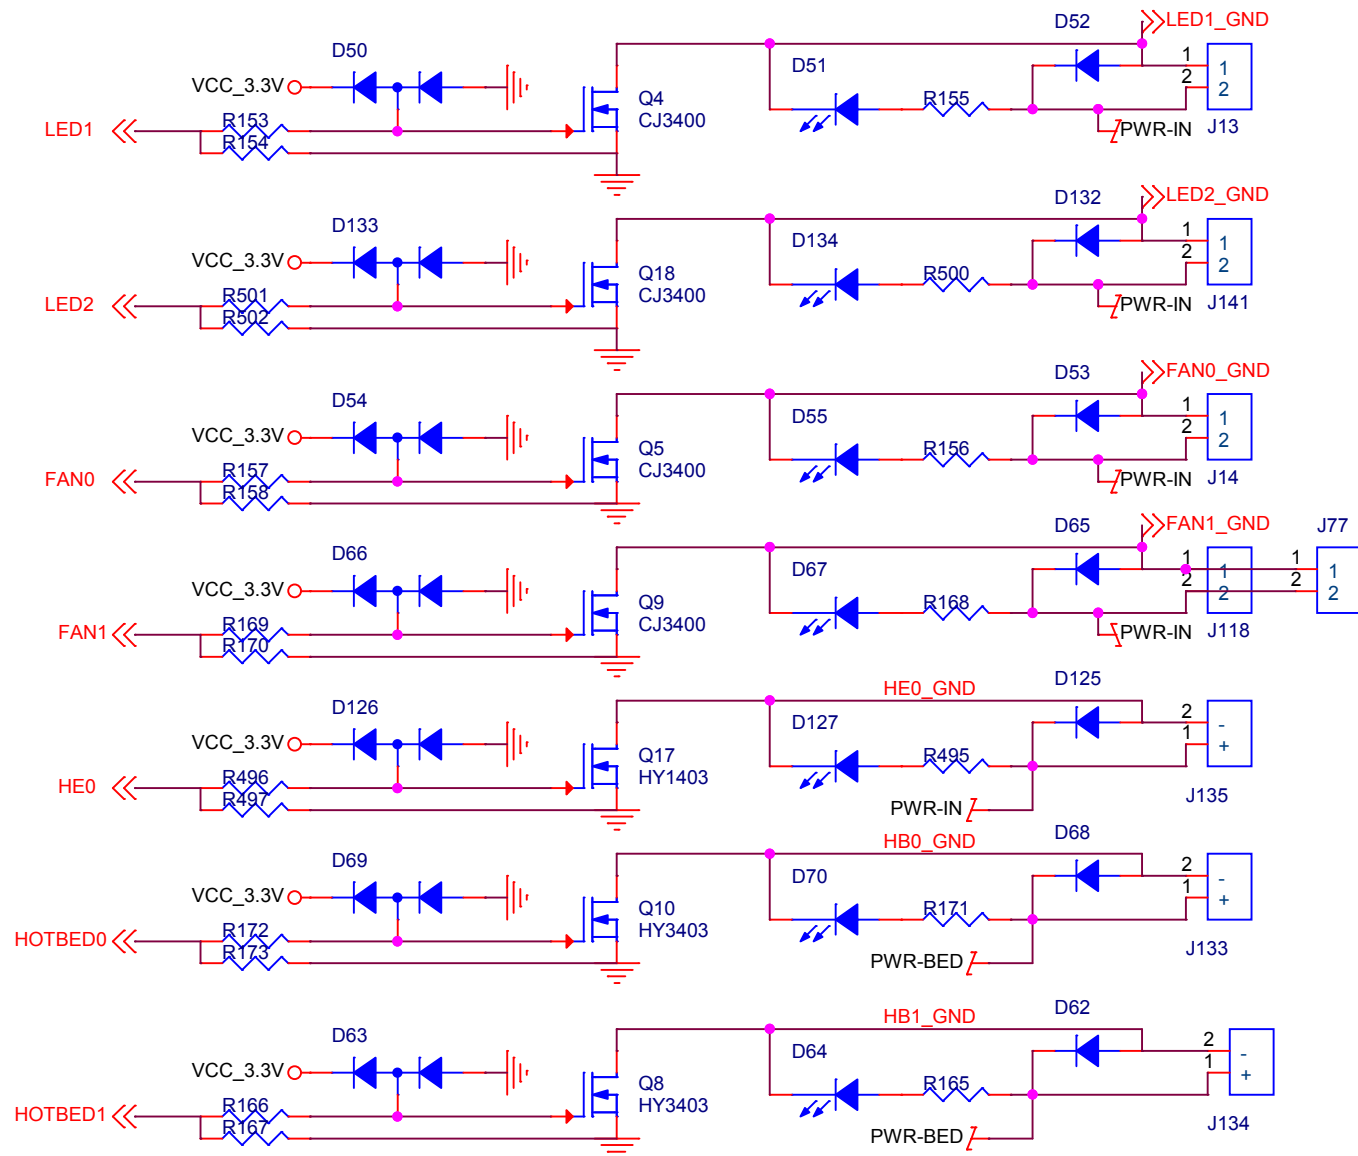 D52 LED1_GND
D50 D51 1 1
VCC_3.3V Q4 R155 2 2
LED1 R153 CJ3400 PWR-IN J13
R154
D132 LED2_GND
D133 D134 1 1
VCC_3.3V Q18 R500 2 2
LED2 R501 CJ3400 PWR-IN J141
R502
D53 FAN0_GND
D54 D55 1 1
VCC_3.3V Q5 R156 2 2
FAN0 R157 CJ3400 PWR-IN J14
R158
D65 FAN1_GND J77
D66 D67 1 1 1 1
VCC_3.3V Q9 R168 2 2 2 2
FAN1 R169 CJ3400 PWR-IN J118
R170
HE0_GND D125
D126 D127 2 -
VCC_3.3V Q17 R495 1 +
HE0 R496 HY1403 J135
R497 PWR-IN
HB0_GND D68
D69 D70 2 -
VCC_3.3V Q10 R171 1 +
HOTBED0 R172 HY3403 J133
R173 PWR-BED
HB1_GND D62
D63 D64 2 -
VCC_3.3V Q8 R165 1 +
HOTBED1 R166 HY3403 J134
R167 PWR-BED